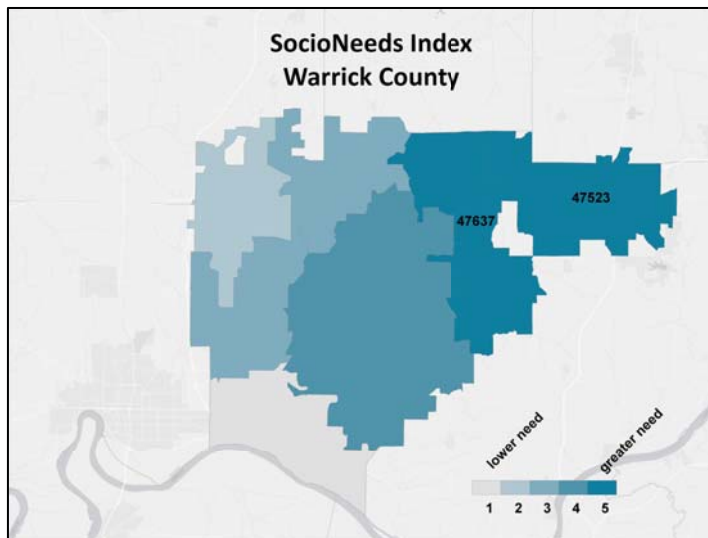 SocioNeeds Index
Warrick County
47523
47637
lower need
greater need
1 2 3 4 5